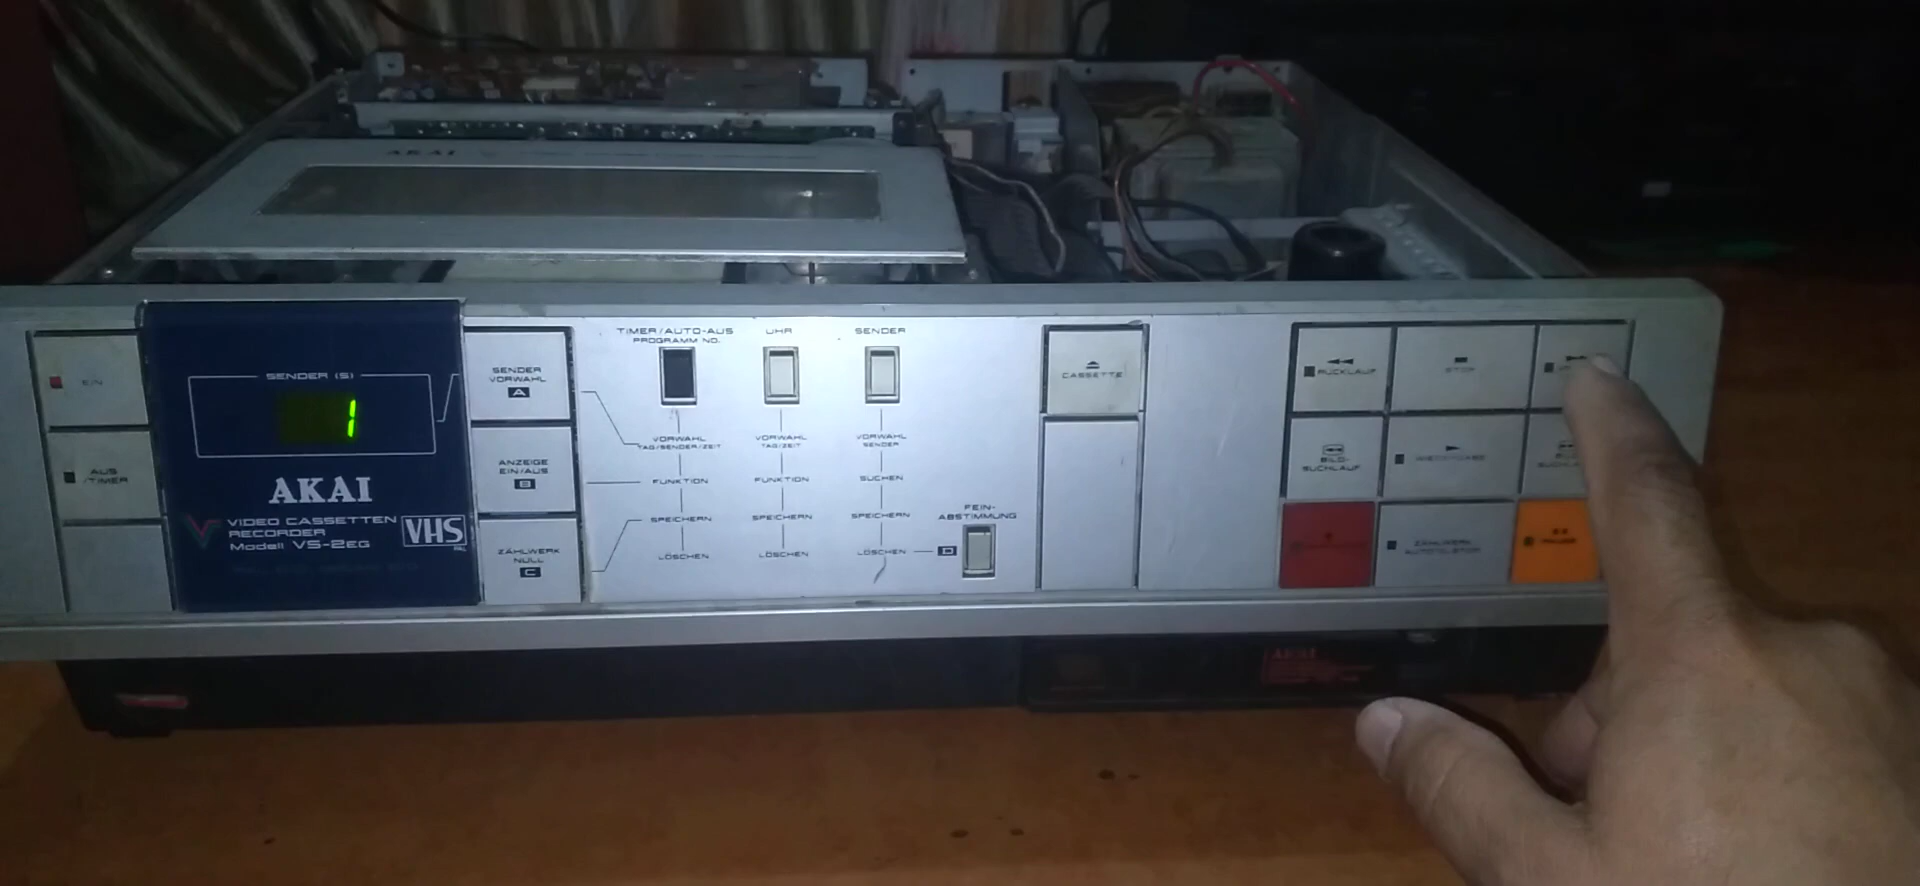 AKAI
EIN
AUS
/TIMER
SENDER (S)
1
AKAI
VIDEO CASSETTEN
RECORDER
Modell VS-2EG
VHS
PAL
SENDER
VORWAHL
A
ANZEIGE
EIN/AUS
B
ZÄHLWERK
NULL
C
TIMER/AUTO-AUS
PROGRAMM NO.
VORWAHL
TAG/SENDER/ZEIT
FUNKTION
SPEICHERN
LÖSCHEN
UHR
VORWAHL
TAG/ZEIT
FUNKTION
SPEICHERN
LÖSCHEN
SENDER
VORWAHL
SENDER
SUCHEN
SPEICHERN
LÖSCHEN
FEIN-
ABSTIMMUNG
D
CASSETTE
RÜCKLAUF
STOP
BILD-
SUCHLAUF
ZÄHLWERK
AUTOM.STOP
PAUSE
AKAI